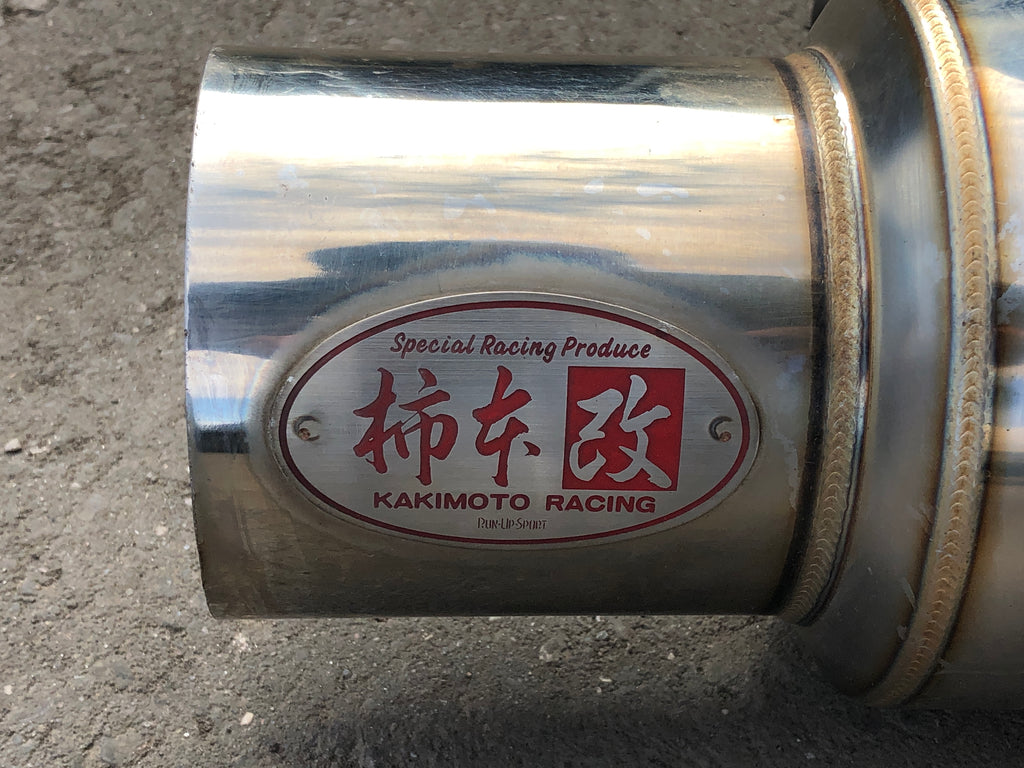 Special Racing Produce
柿本改
KAKIMOTO RACING
RUN-UP-SPORT